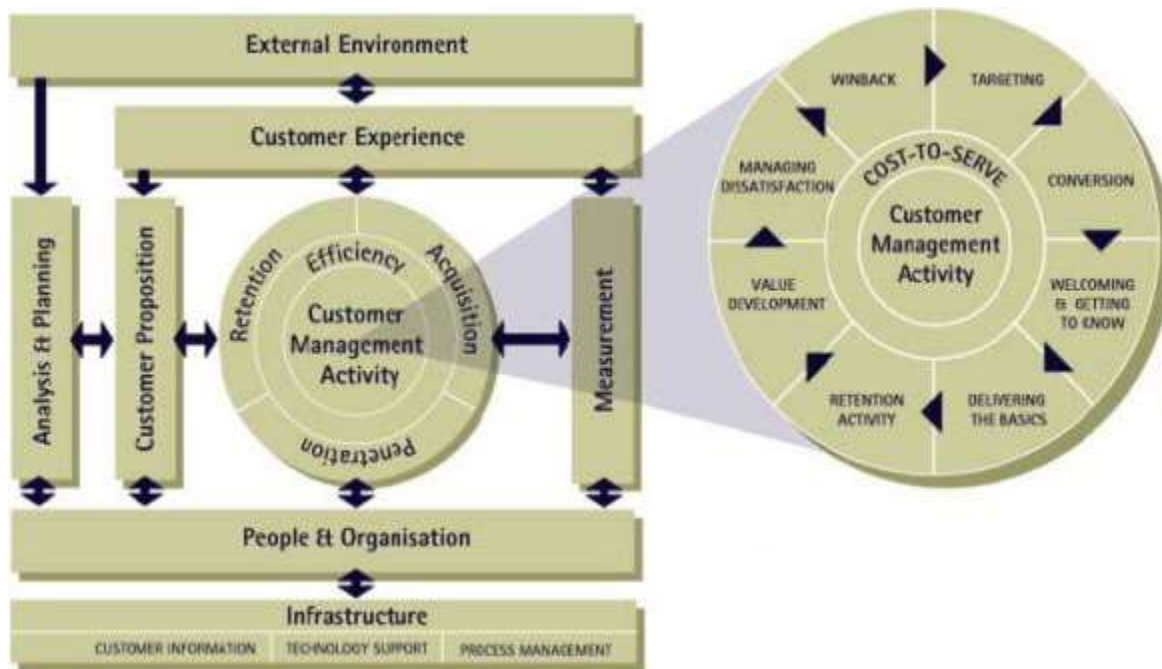 External Environment
Customer Experience
Analysis & Planning
Customer Proposition
Retention
Efficiency
Acquisition
Customer
Management
Activity
Penetration
Measurement
People & Organisation
Infrastructure
CUSTOMER INFORMATION
TECHNOLOGY SUPPORT
PROCESS MANAGEMENT
WINBACK
TARGETING
MANAGING
DISSATISFACTION
COST-TO-SERVE
CONVERSION
Customer
Management
Activity
VALUE
DEVELOPMENT
WELCOMING
& GETTING
TO KNOW
RETENTION
ACTIVITY
DELIVERING
THE BASICS